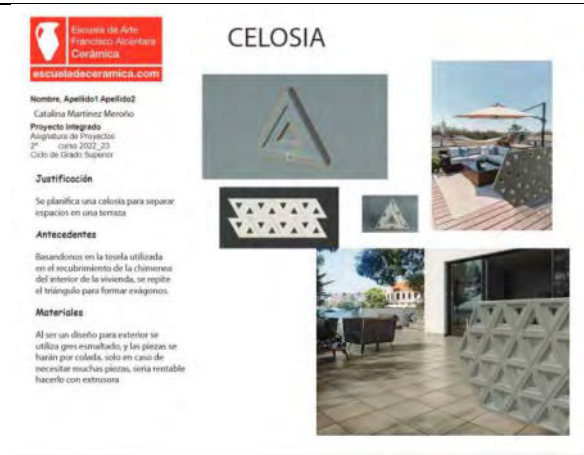 Escuela de Arte
Francisco Alcántara
Cerámica
escueladeceramica.com
CELOSIA
Nombre, Apellido1 Apellido2
Catalina Martinez Meroño
Proyecto Integrado
Asignatura de Proyectos
2º curso 2022_23
Ciclo de Grado Superior
Justificación
Se planifica una celosia para separar
espacios en una terraza
Antecedentes
Basandonos en la tesela utilizada
en el recubrimiento de la chimenea
del interior de la vivienda, se repite
el triángulo para formar exágonos.
Materiales
Al ser un diseño para exterior se
utiliza gres esmaltado, y las piezas se
harán por colada, solo en caso de
necesitar muchas piezas, seria rentable
hacerlo con extrusora